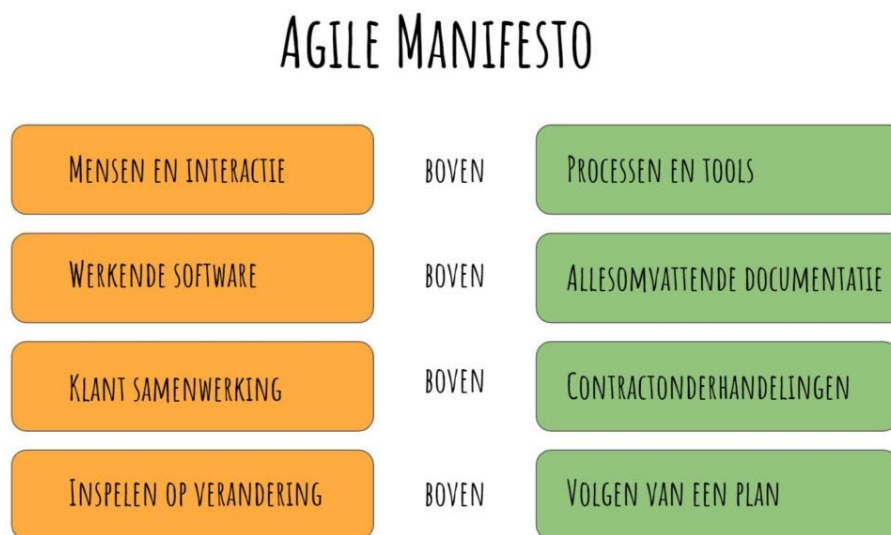 Agile Manifesto
Mensen en interactie boven Processen en tools
Werkende software boven Allesomvattende documentatie
Klant samenwerking boven Contractonderhandelingen
Inspelen op verandering boven Volgen van een plan